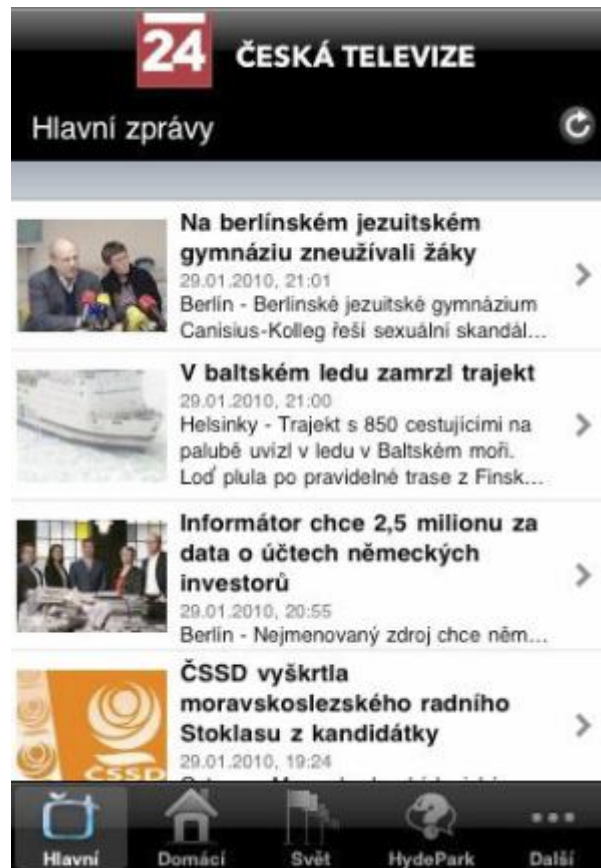 24 ČESKÁ TELEVIZE
Hlavní zprávy
Na berlínském jezuitském
gymnáziu zneužívali žáky
29.01.2010, 21:01
Berlín - Berlínské jezuitské gymnázium
Canisius-Kolleg řeší sexuální skandál...
V baltském ledu zamrzl trajekt
29.01.2010, 21:00
Helsinky - Trajekt s 850 cestujícími na
palubě uvízl v ledu v Baltském moři.
Loď plula po pravidelné trase z Finsk...
Informátor chce 2,5 milionu za
data o účtech německých
investorů
29.01.2010, 20:55
Berlín - Nejmenovaný zdroj chce něm...
ČSSD vyškrtla
moravskoslezského radního
Stoklasu z kandidátky
29.01.2010, 19:24
ČSSD
Hlavní Domácí Svět HydePark Další